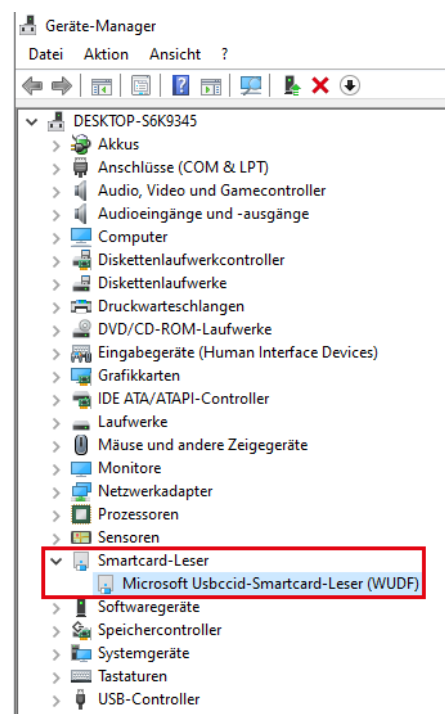 Geräte-Manager
Datei Aktion Ansicht ?
DESKTOP-S6K9345
Akkus
Anschlüsse (COM & LPT)
Audio, Video und Gamecontroller
Audioeingänge und -ausgänge
Computer
Diskettenlaufwerkcontroller
Diskettenlaufwerke
Druckwarteschlangen
DVD/CD-ROM-Laufwerke
Eingabegeräte (Human Interface Devices)
Grafikkarten
IDE ATA/ATAPI-Controller
Laufwerke
Mäuse und andere Zeigegeräte
Monitore
Netzwerkadapter
Prozessoren
Sensoren
Smartcard-Leser
Microsoft Usbccid-Smartcard-Leser (WUDF)
Softwaregeräte
Speichercontroller
Systemgeräte
Tastaturen
USB-Controller